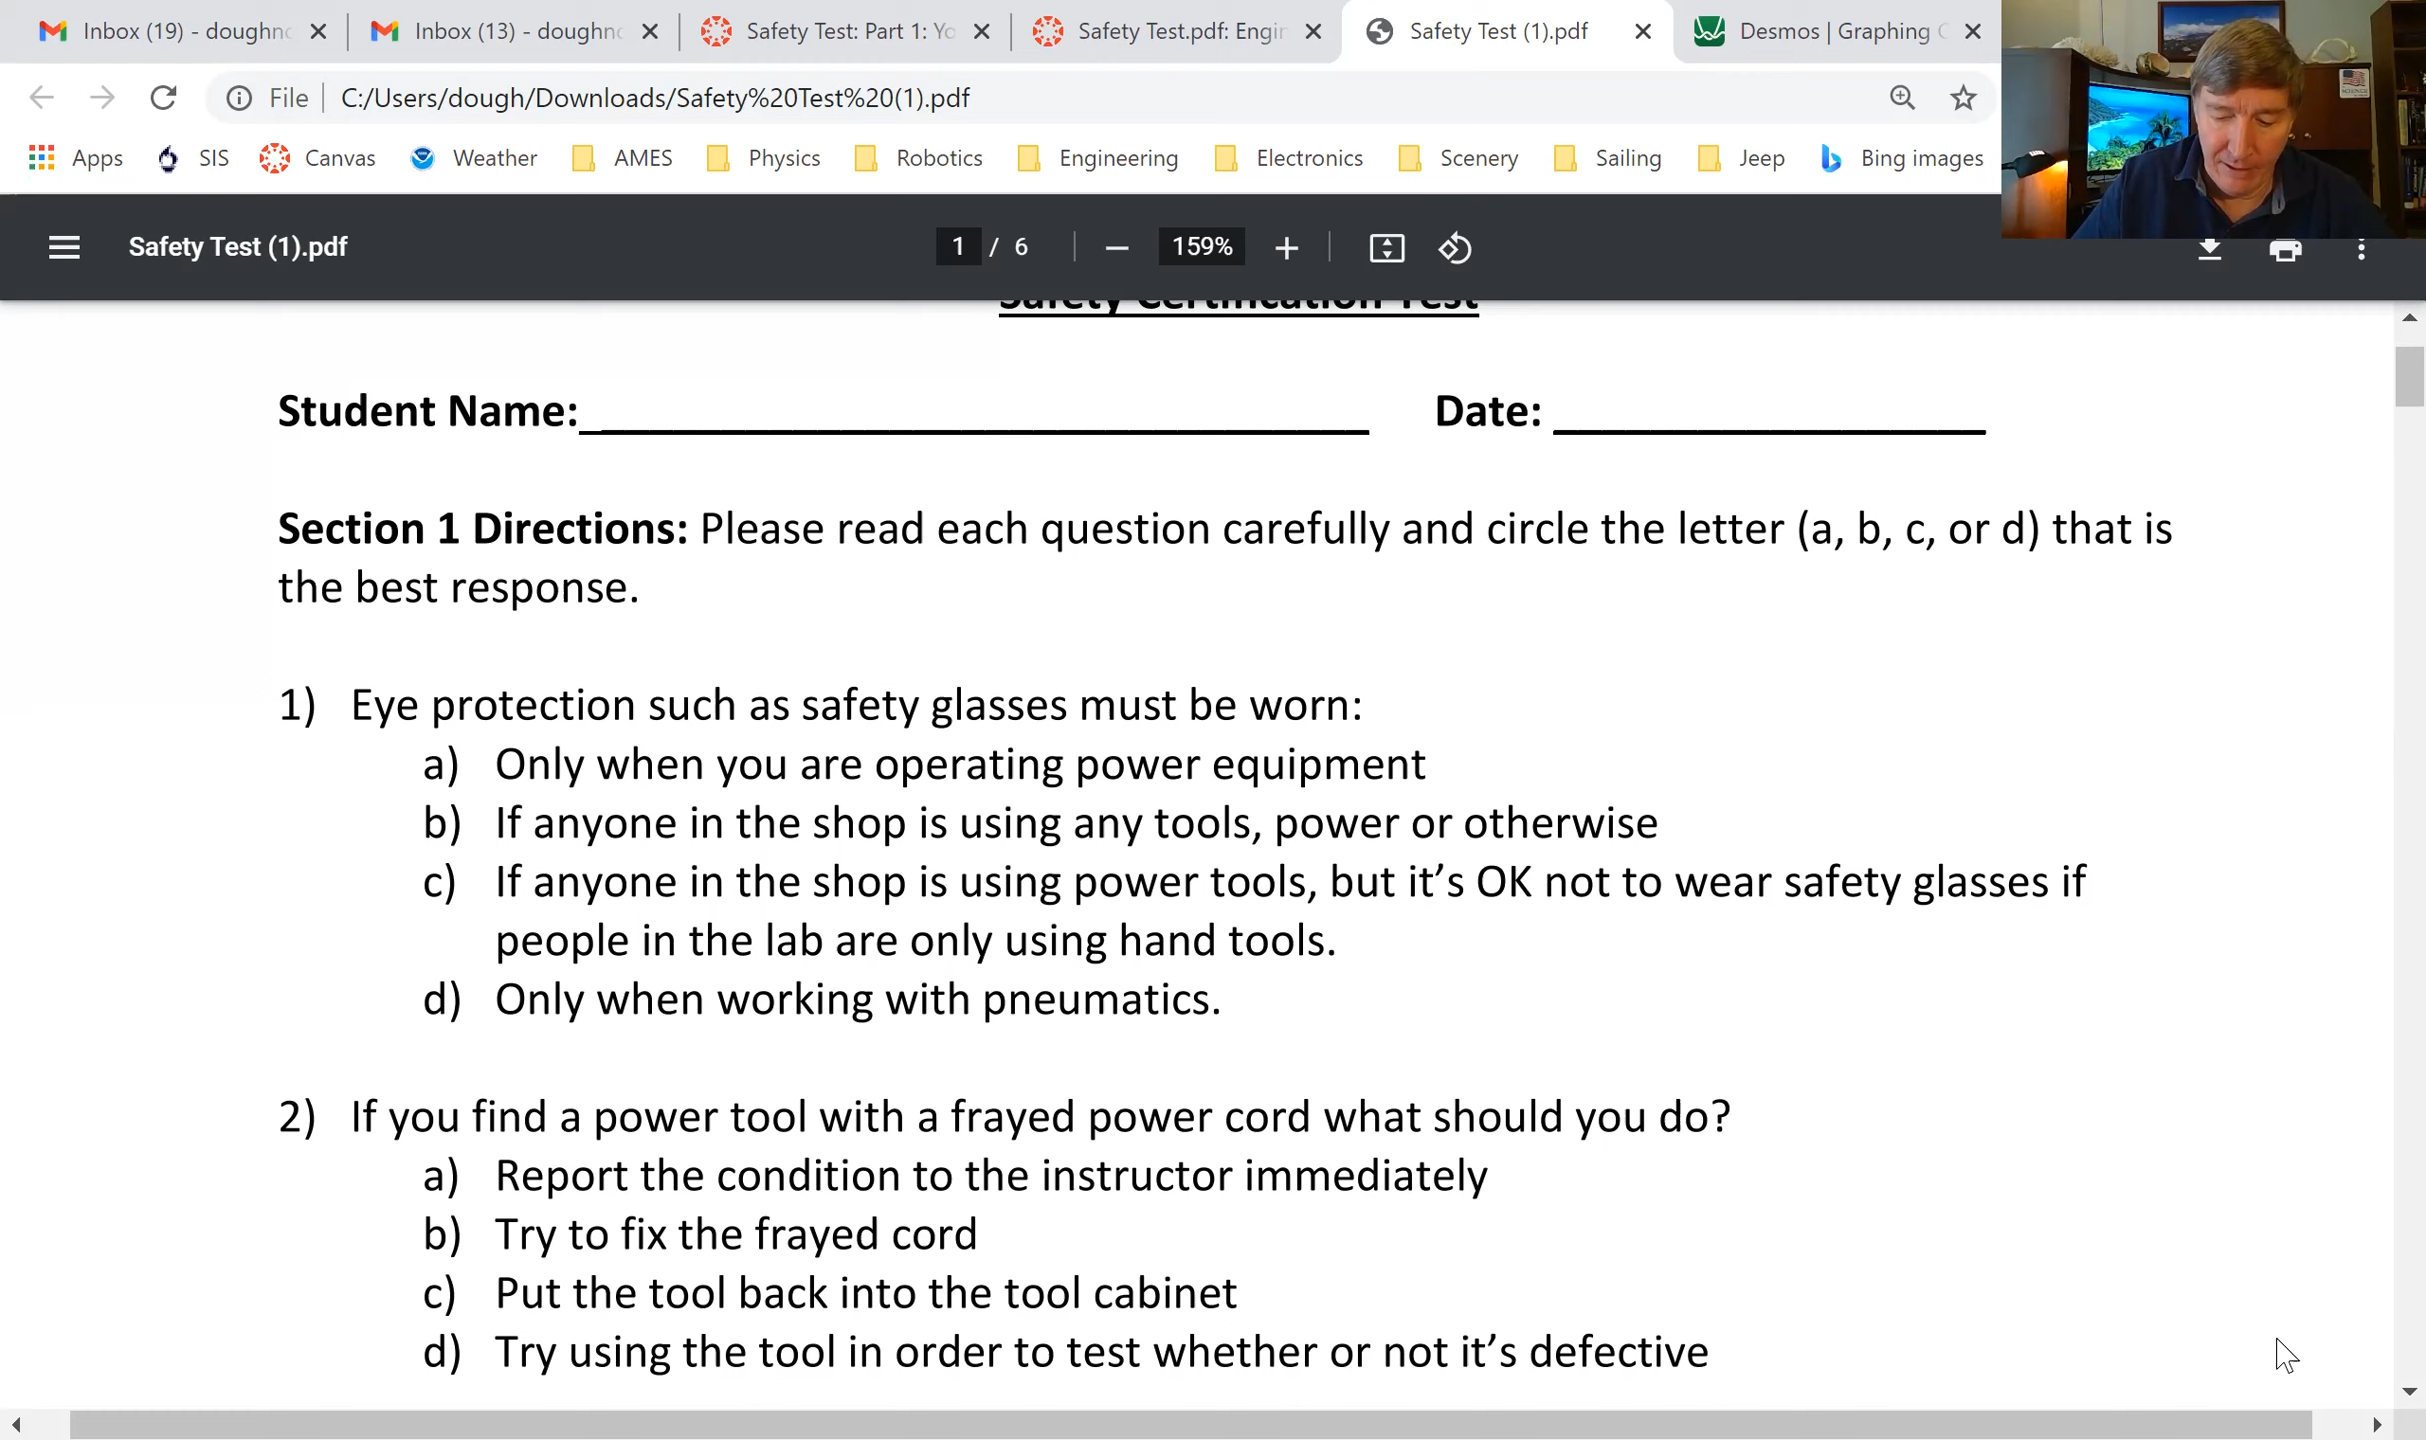 Inbox (19) - doughn
Inbox (13) - doughn
Safety Test: Part 1: Yo
Safety Test.pdf: Engin
Safety Test (1).pdf
Desmos | Graphing C
File
C:/Users/dough/Downloads/Safety%20Test%20(1).pdf
Apps SIS Canvas Weather AMES Physics Robotics Engineering Electronics Scenery Sailing Jeep Bing images
Safety Test (1).pdf
1 / 6
159%
Safety Certification Test
Student Name:_________________________________ Date: __________________
Section 1 Directions: Please read each question carefully and circle the letter (a, b, c, or d) that is
the best response.
1) Eye protection such as safety glasses must be worn:
a) Only when you are operating power equipment
b) If anyone in the shop is using any tools, power or otherwise
c) If anyone in the shop is using power tools, but it’s OK not to wear safety glasses if
people in the lab are only using hand tools.
d) Only when working with pneumatics.
2) If you find a power tool with a frayed power cord what should you do?
a) Report the condition to the instructor immediately
b) Try to fix the frayed cord
c) Put the tool back into the tool cabinet
d) Try using the tool in order to test whether or not it’s defective